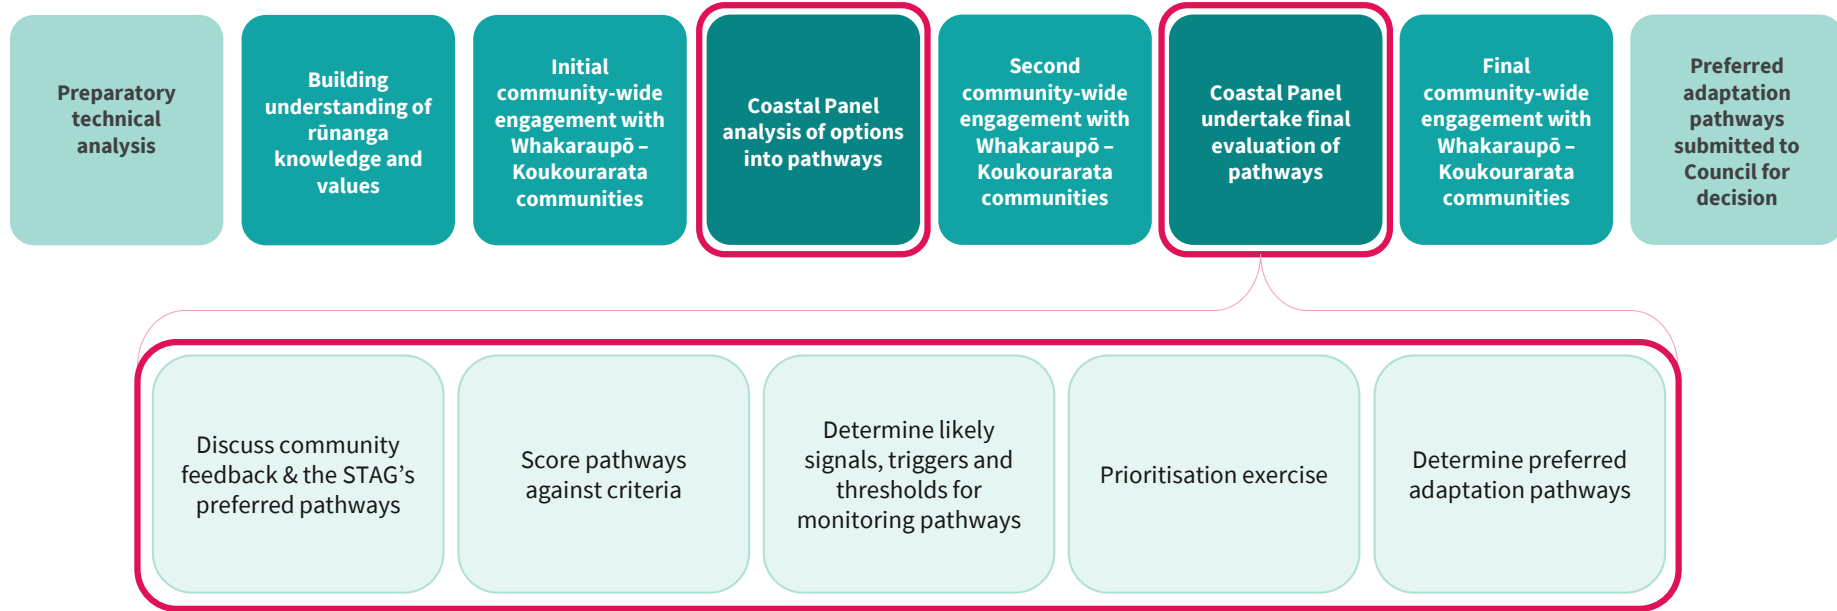 Preparatory
technical
analysis
Building
understanding of
rūnanga
knowledge and
values
Initial
community-wide
engagement with
Whakaraupō –
Koukourarata
communities
Coastal Panel
analysis of options
into pathways
Second
community-wide
engagement with
Whakaraupō –
Koukourarata
communities
Coastal Panel
undertake final
evaluation of
pathways
Final
community-wide
engagement with
Whakaraupō –
Koukourarata
communities
Preferred
adaptation
pathways
submitted to
Council for
decision
Discuss community
feedback & the STAG’s
preferred pathways
Score pathways
against criteria
Determine likely
signals, triggers and
thresholds for
monitoring pathways
Prioritisation exercise
Determine preferred
adaptation pathways